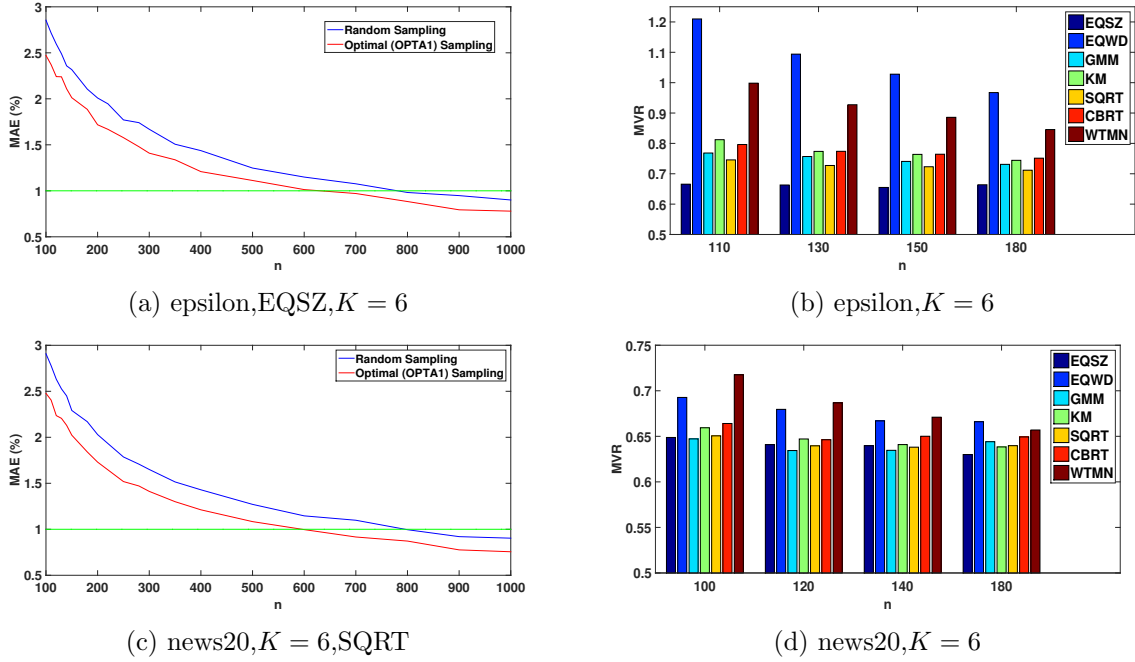 3
2.5
2
1.5
1
0.5
MAE (%)
100 200 300 400 500 600 700 800 900 1000
n
Random Sampling
Optimal (OPTA1) Sampling
(a) epsilon,EQSZ,K = 6
1.2
1.1
1
0.9
0.8
0.7
0.6
0.5
MVR
110 130 150 180
n
EQSZ
EQWD
GMM
KM
SQRT
CBRT
WTMN
(b) epsilon,K = 6
3
2.5
2
1.5
1
0.5
MAE (%)
100 200 300 400 500 600 700 800 900 1000
n
Random Sampling
Optimal (OPTA1) Sampling
(c) news20,K = 6,SQRT
0.75
0.7
0.65
0.6
0.55
0.5
MVR
100 120 140 180
n
EQSZ
EQWD
GMM
KM
SQRT
CBRT
WTMN
(d) news20,K = 6